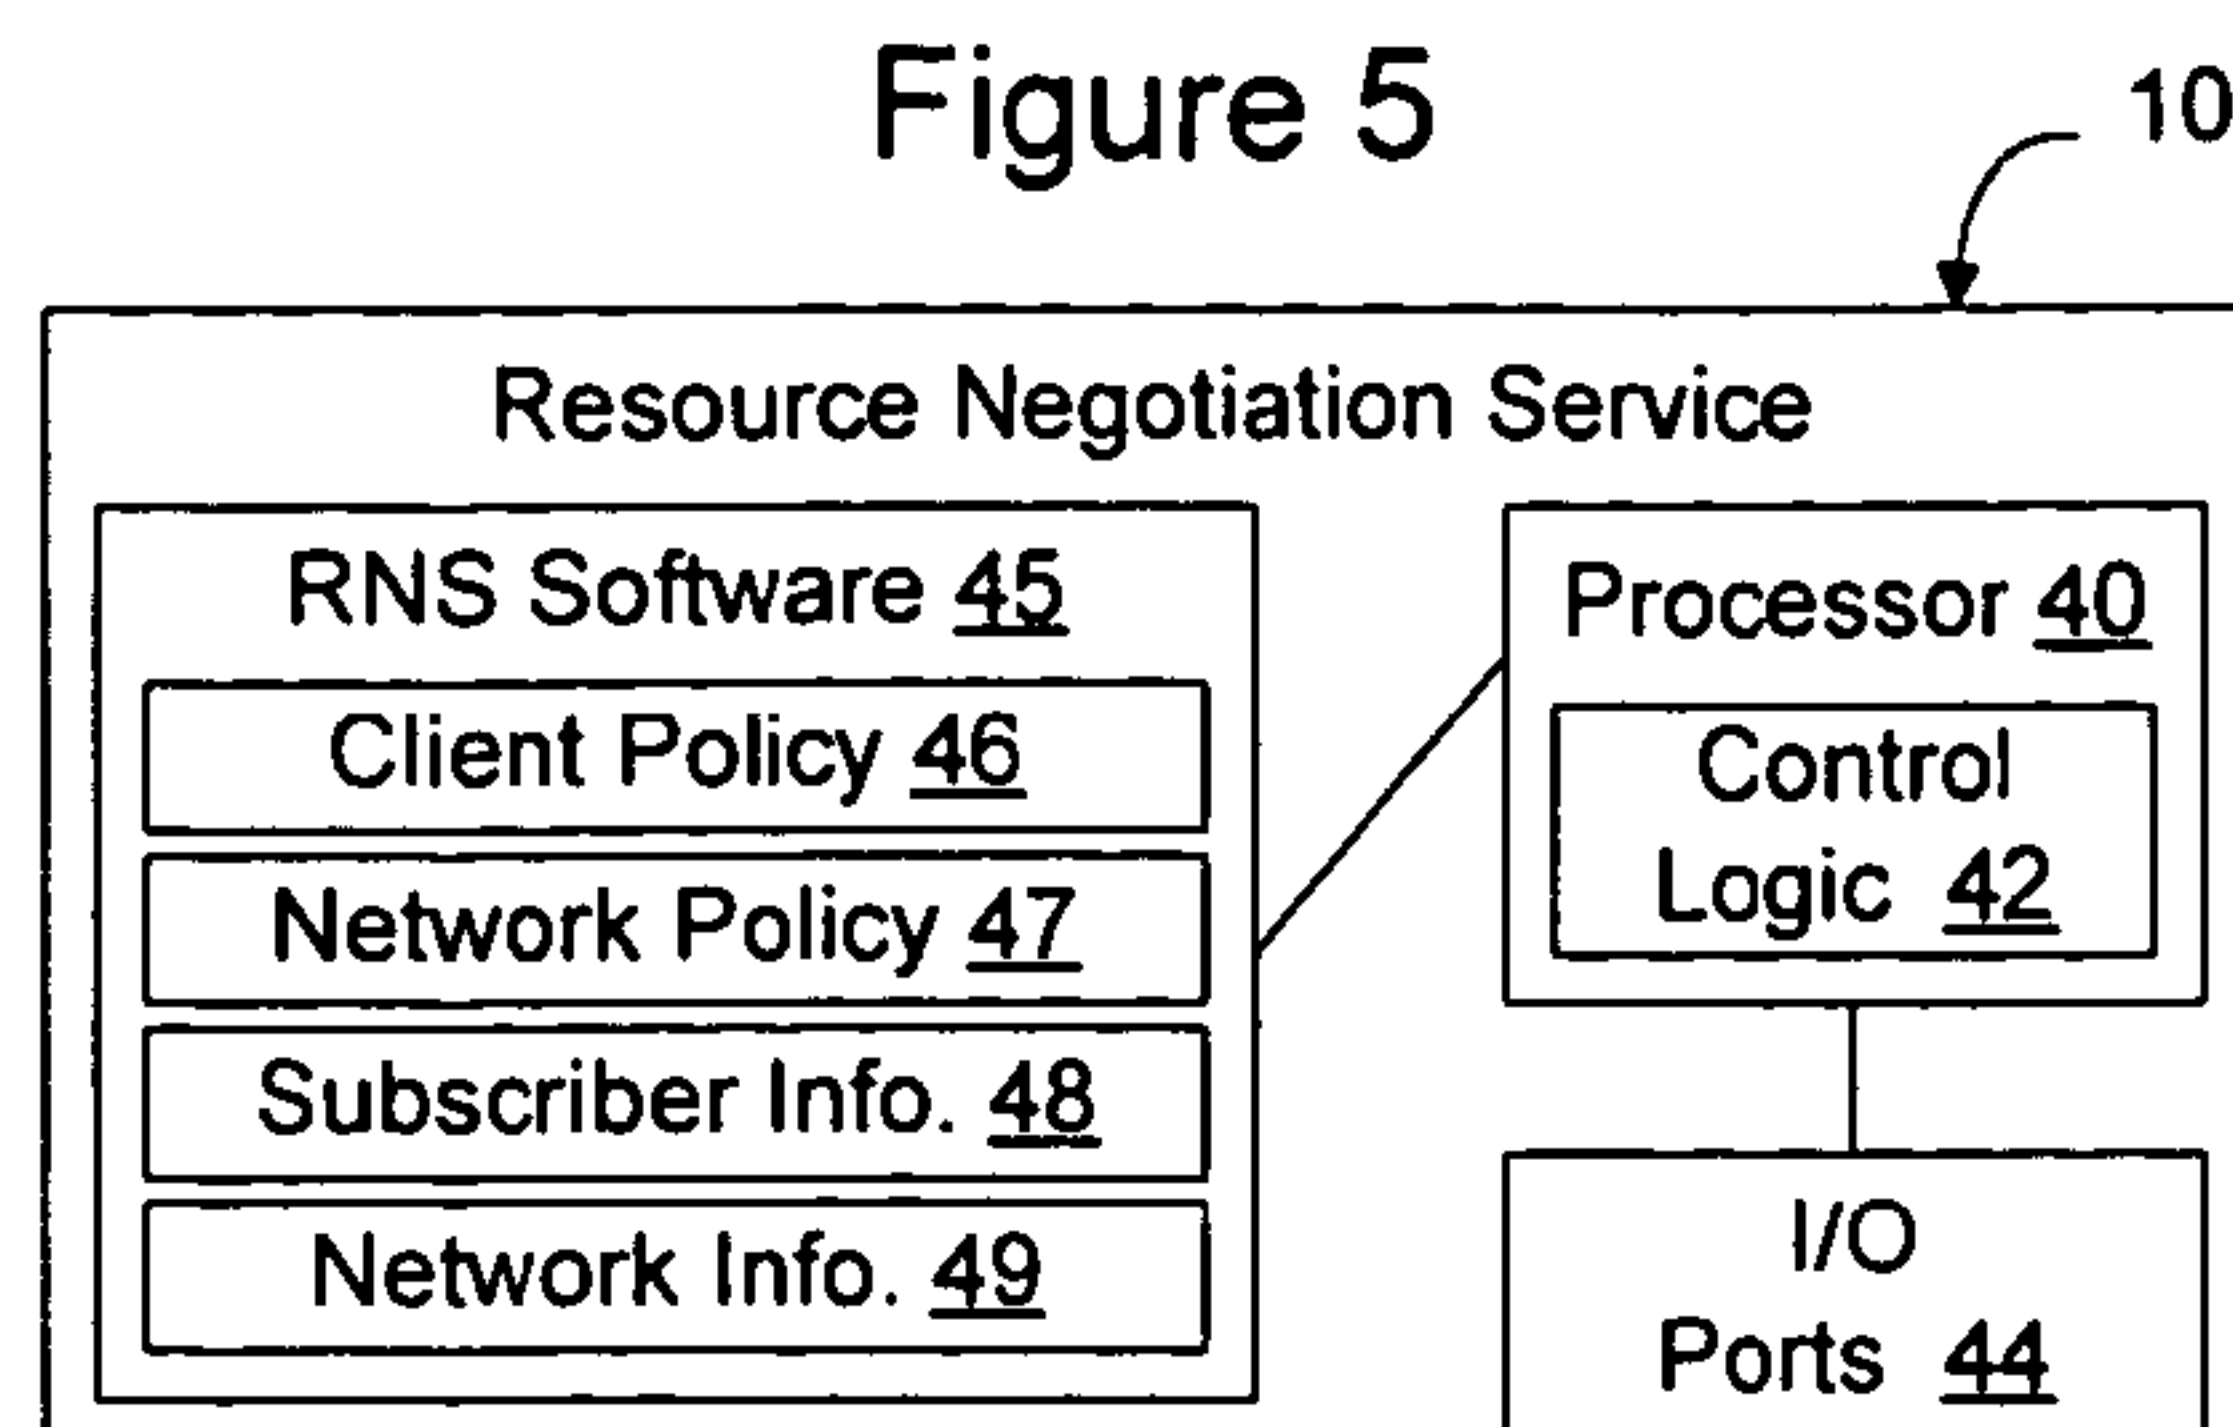 Figure 5
10
Resource Negotiation Service
RNS Software 45
Client Policy 46
Network Policy 47
Subscriber Info. 48
Network Info. 49
Processor 40
Control
Logic 42
I/O
Ports 44